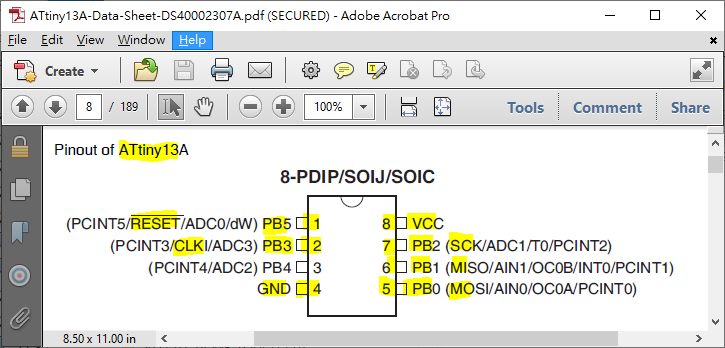 ATtiny13A-Data-Sheet-DS40002307A.pdf (SECURED) - Adobe Acrobat Pro
File Edit View Window Help
Create
8 / 189 100% Tools Comment Share
Pinout of ATtiny13A
8-PDIP/SOIJ/SOIC
(PCINT5/RESET/ADC0/dW) PB5 1 8 VCC
(PCINT3/CLKI/ADC3) PB3 2 7 PB2 (SCK/ADC1/T0/PCINT2)
(PCINT4/ADC2) PB4 3 6 PB1 (MISO/AIN1/OC0B/INT0/PCINT1)
GND 4 5 PB0 (MOSI/AIN0/OC0A/PCINT0)
8.50 x 11.00 in